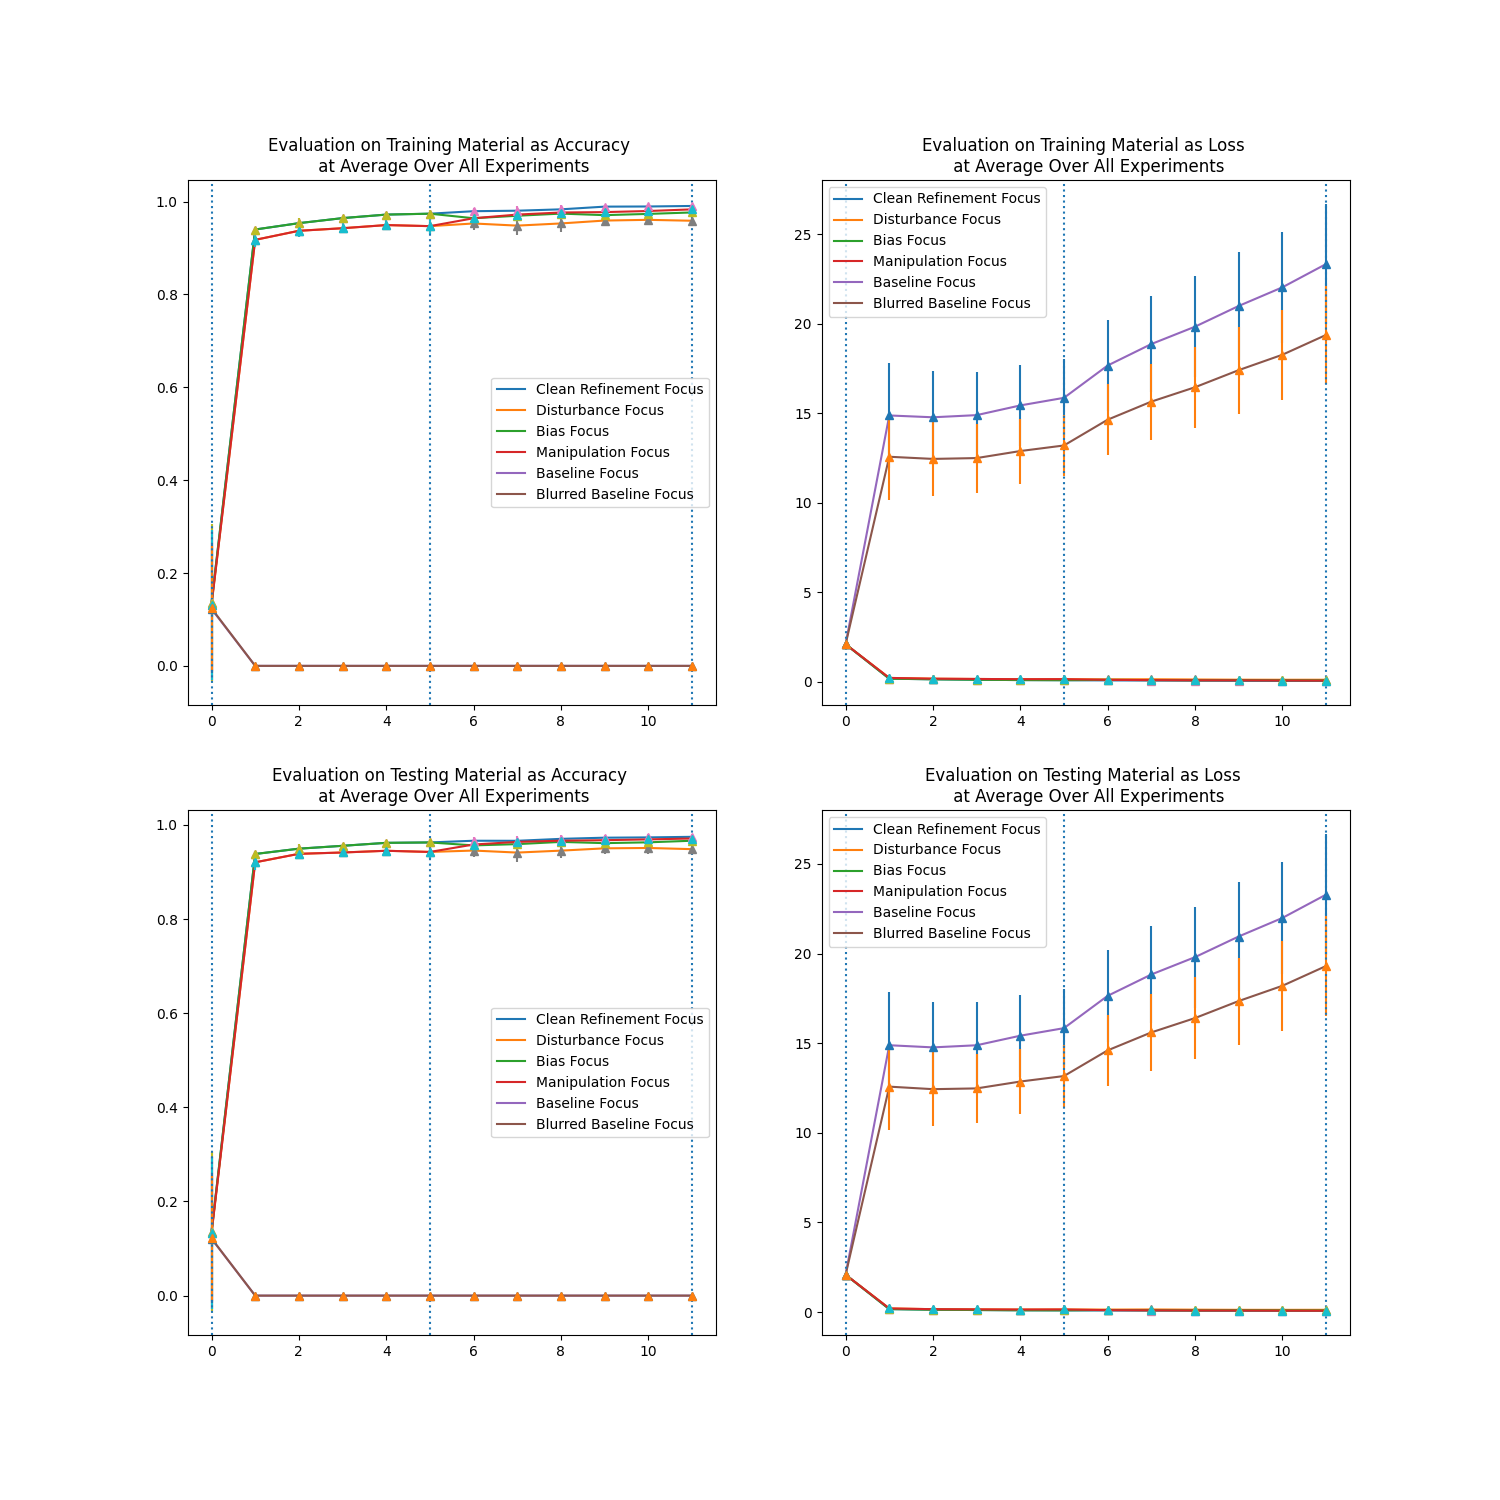 Evaluation on Training Material as Accuracy
at Average Over All Experiments
1.0
0.8
0.6
0.4
0.2
0.0
0 2 4 6 8 10
Clean Refinement Focus
Disturbance Focus
Bias Focus
Manipulation Focus
Baseline Focus
Blurred Baseline Focus
Evaluation on Training Material as Loss
at Average Over All Experiments
25
20
15
10
5
0
0 2 4 6 8 10
Clean Refinement Focus
Disturbance Focus
Bias Focus
Manipulation Focus
Baseline Focus
Blurred Baseline Focus
Evaluation on Testing Material as Accuracy
at Average Over All Experiments
1.0
0.8
0.6
0.4
0.2
0.0
0 2 4 6 8 10
Clean Refinement Focus
Disturbance Focus
Bias Focus
Manipulation Focus
Baseline Focus
Blurred Baseline Focus
Evaluation on Testing Material as Loss
at Average Over All Experiments
25
20
15
10
5
0
0 2 4 6 8 10
Clean Refinement Focus
Disturbance Focus
Bias Focus
Manipulation Focus
Baseline Focus
Blurred Baseline Focus